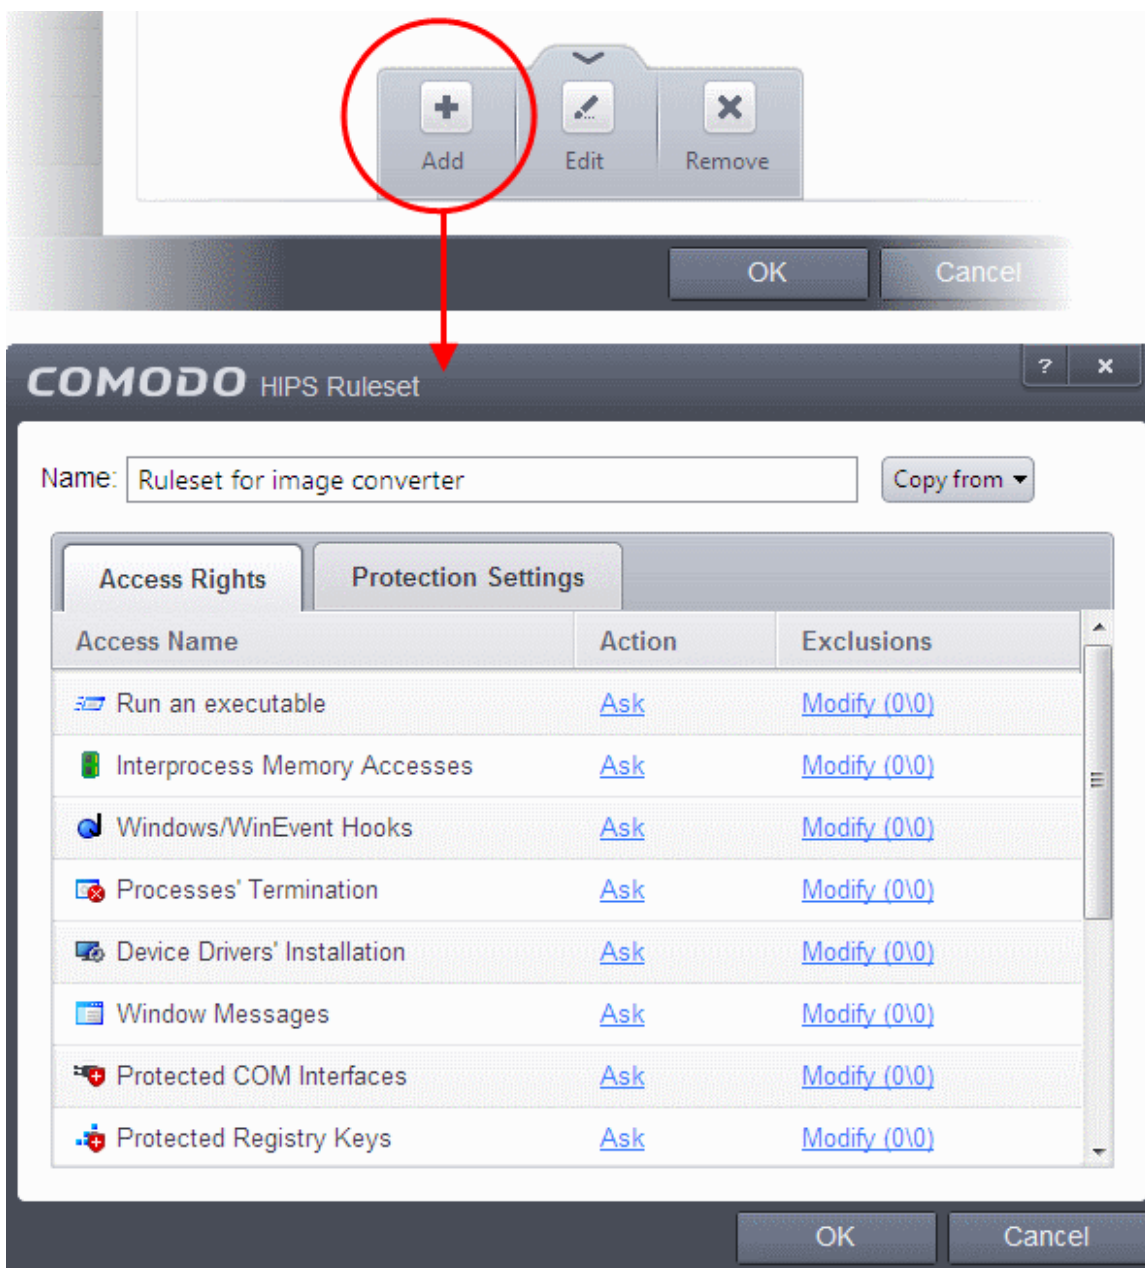 Add Edit Remove
OK Cancel
COMODO HIPS Ruleset ? x
Name: Ruleset for image converter Copy from
Access Rights Protection Settings
Access Name Action Exclusions
Run an executable Ask Modify (0\0)
Interprocess Memory Accesses Ask Modify (0\0)
Windows/WinEvent Hooks Ask Modify (0\0)
Processes' Termination Ask Modify (0\0)
Device Drivers' Installation Ask Modify (0\0)
Window Messages Ask Modify (0\0)
Protected COM Interfaces Ask Modify (0\0)
Protected Registry Keys Ask Modify (0\0)
OK Cancel